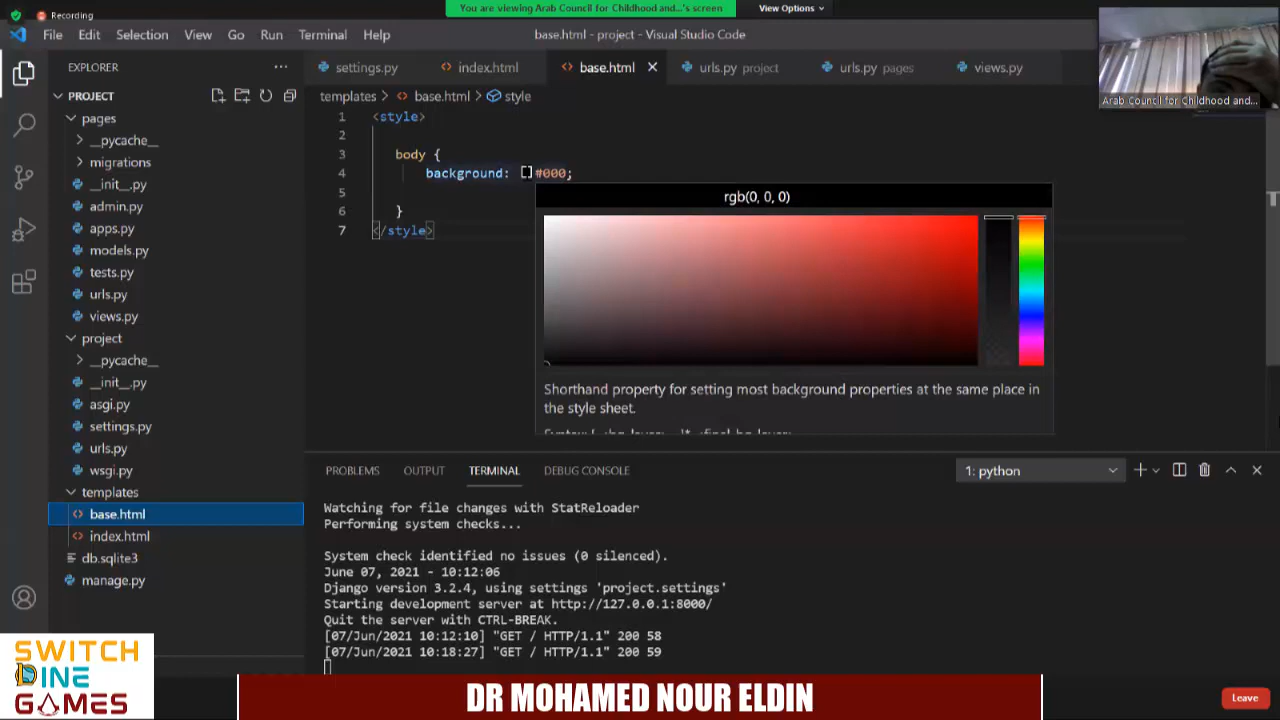 You are viewing Arab Council for Childhood and...'s screen
View Options
Recording
File Edit Selection View Go Run Terminal Help
base.html - project - Visual Studio Code
Arab Council for Childhood and...
EXPLORER
settings.py
index.html
base.html
urls.py project
urls.py pages
views.py
PROJECT
templates > base.html > style
pages
__pycache__
migrations
__init__.py
admin.py
apps.py
models.py
tests.py
urls.py
views.py
project
__pycache__
__init__.py
asgi.py
settings.py
urls.py
wsgi.py
templates
base.html
index.html
db.sqlite3
manage.py
1 <style>
2
3 body {
4 background: #000;
5
6 }
7 </style>
rgb(0, 0, 0)
Shorthand property for setting most background properties at the same place in
the style sheet.
PROBLEMS OUTPUT TERMINAL DEBUG CONSOLE
1: python
Watching for file changes with StatReloader
Performing system checks...
System check identified no issues (0 silenced).
June 07, 2021 - 10:12:06
Django version 3.2.4, using settings 'project.settings'
Starting development server at http://127.0.0.1:8000/
Quit the server with CTRL-BREAK.
[07/Jun/2021 10:12:10] "GET / HTTP/1.1" 200 58
[07/Jun/2021 10:18:27] "GET / HTTP/1.1" 200 59
SWITCH
DINE
GAMES
DR MOHAMED NOUR ELDIN
Leave